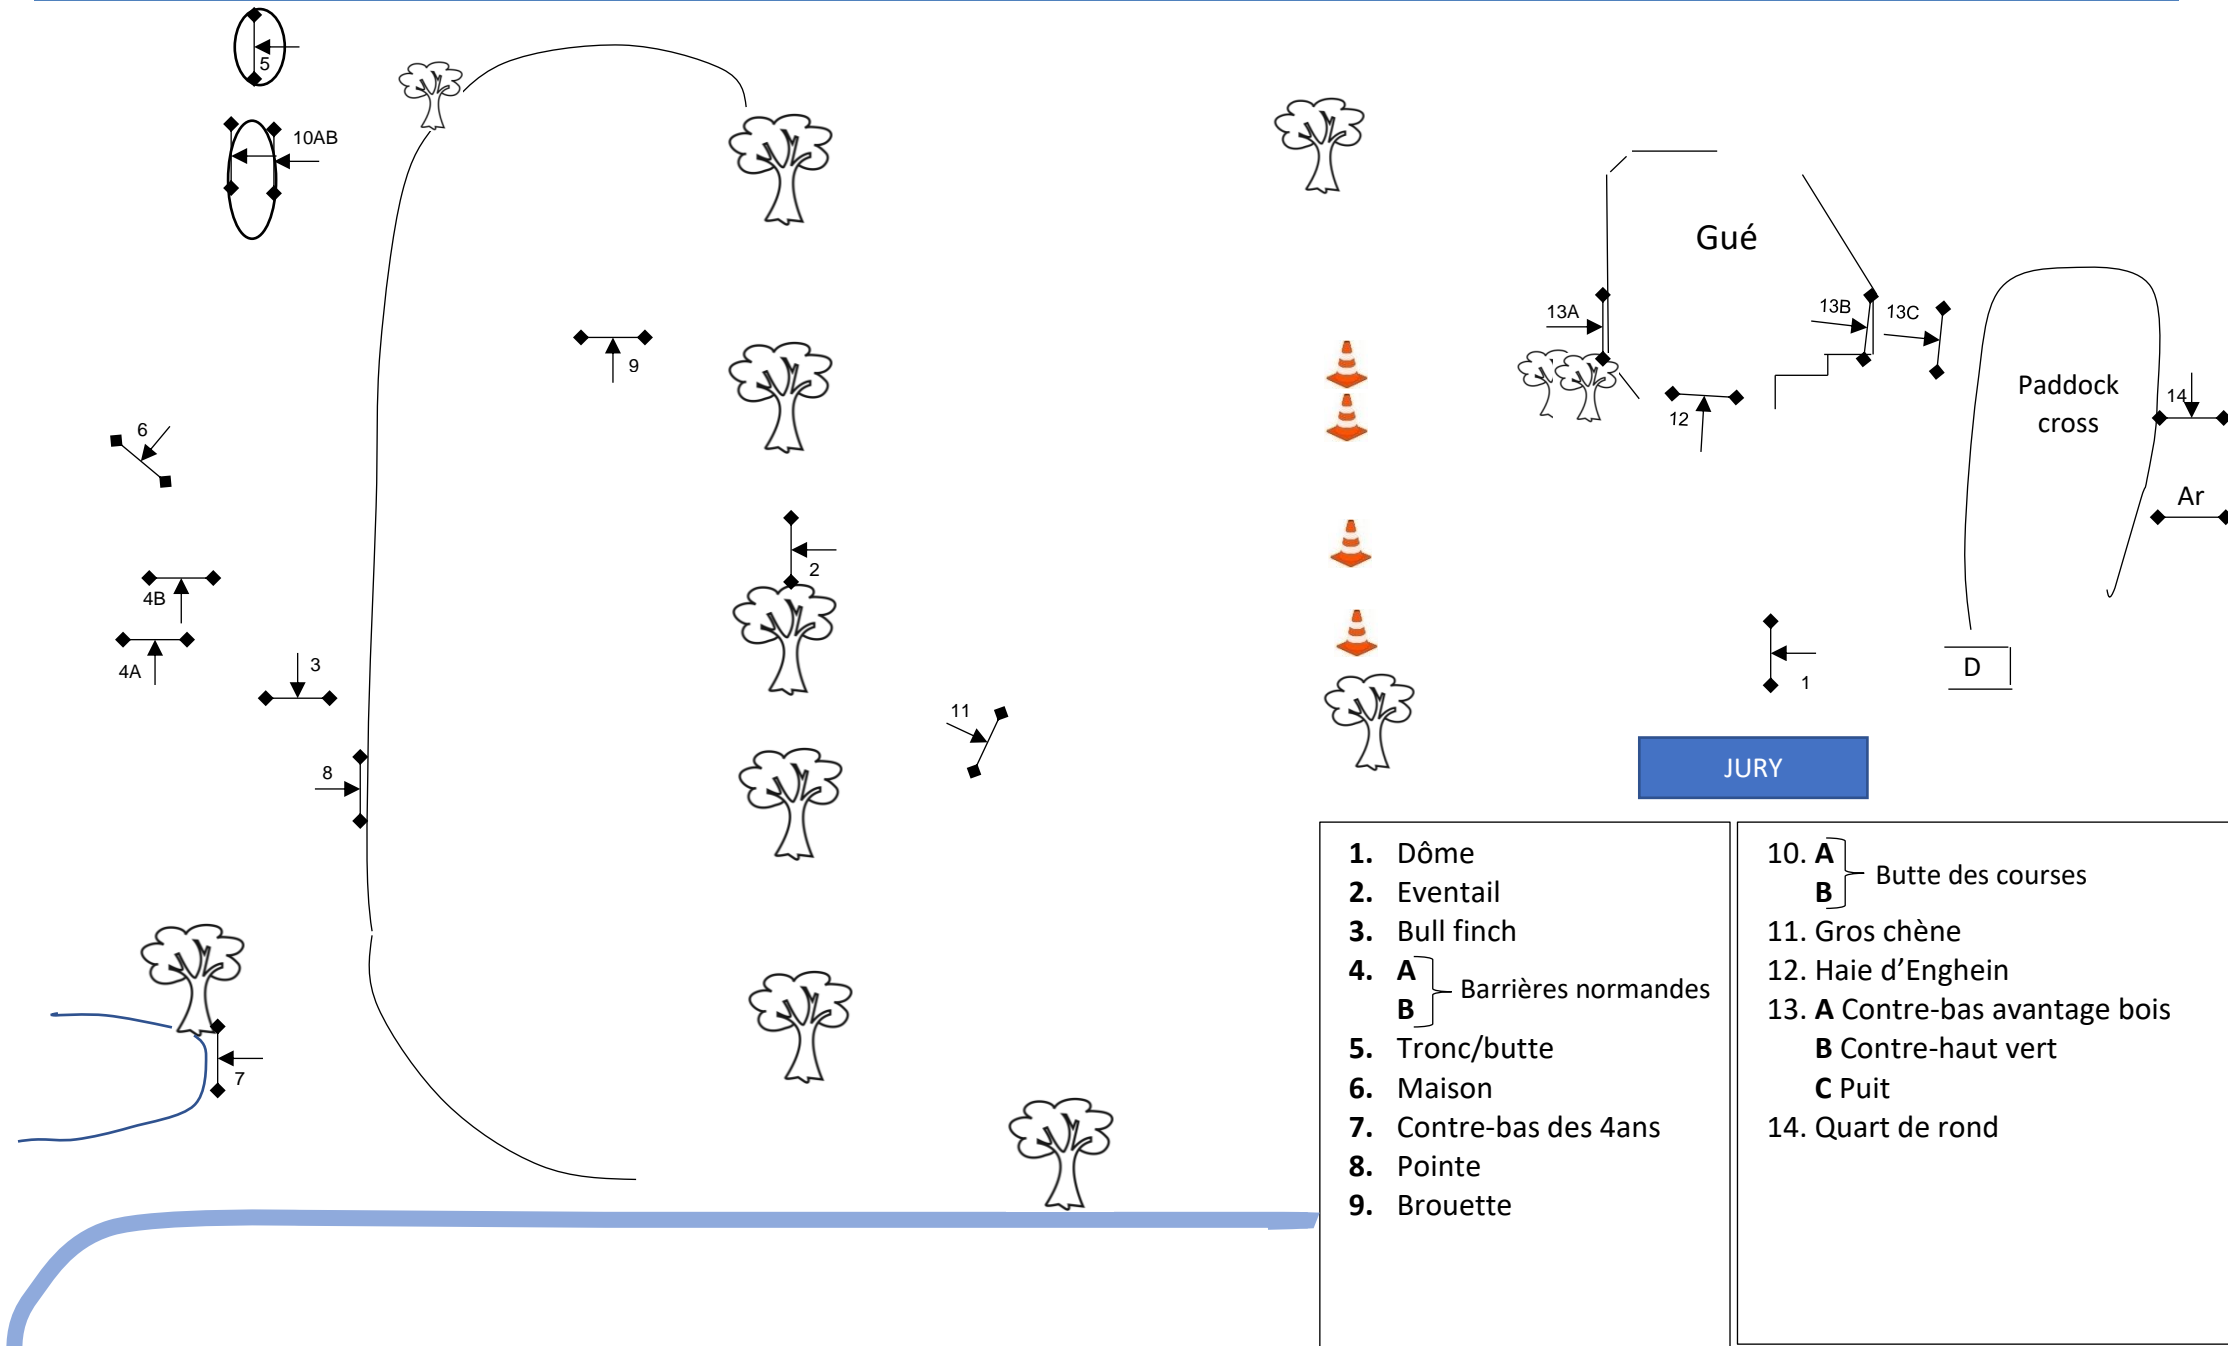 5
10AB
Gué
13A
13B
13C
9
Paddock
cross
14
12
6
Ar
2
4B
4A
3
D
1
11
8
JURY
7
1. Dôme
2. Eventail
3. Bull finch
4. A
B
Barrières normandes
5. Tronc/butte
6. Maison
7. Contre-bas des 4ans
8. Pointe
9. Brouette
10. A
B
Butte des courses
11. Gros chène
12. Haie d'Enghein
13. A Contre-bas avantage bois
B Contre-haut vert
C Puit
14. Quart de rond